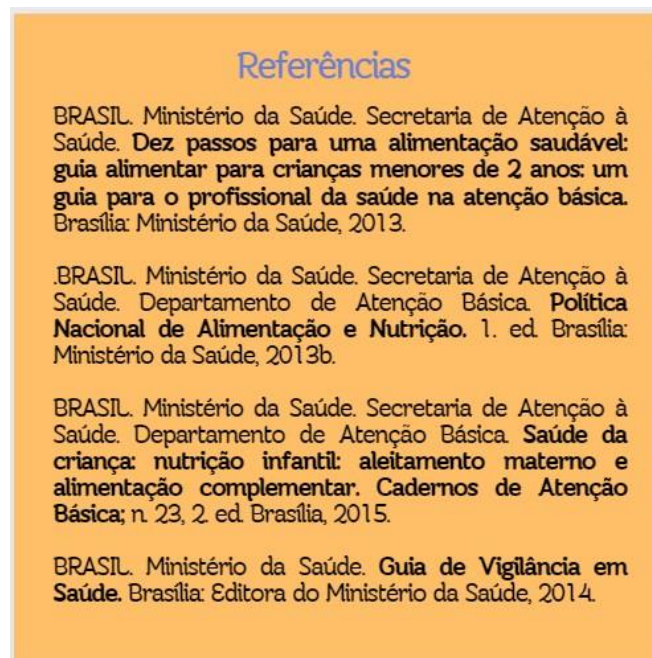 Referências
BRASIL. Ministério da Saúde. Secretaria de Atenção à
Saúde. Dez passos para uma alimentação saudável:
guia alimentar para crianças menores de 2 anos: um
guia para o profissional da saúde na atenção básica.
Brasília: Ministério da Saúde, 2013.
.BRASIL. Ministério da Saúde. Secretaria de Atenção à
Saúde. Departamento de Atenção Básica. Política
Nacional de Alimentação e Nutrição. 1. ed. Brasília:
Ministério da Saúde, 2013b.
BRASIL. Ministério da Saúde. Secretaria de Atenção à
Saúde. Departamento de Atenção Básica. Saúde da
criança: nutrição infantil: aleitamento materno e
alimentação complementar. Cadernos de Atenção
Básica; n. 23, 2. ed. Brasília, 2015.
BRASIL. Ministério da Saúde. Guia de Vigilância em
Saúde. Brasília: Editora do Ministério da Saúde, 2014.